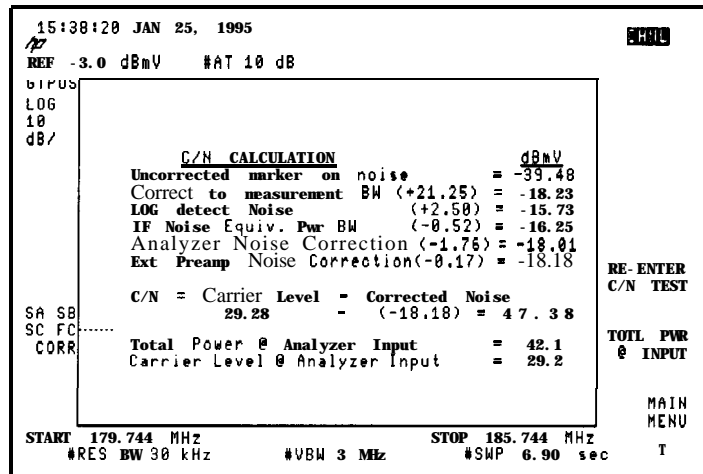 15:38:20 JAN 25, 1995
REF -3.0 dBmV #AT 10 dB
LOG
10
dB/
C/N CALCULATION dBmV
Uncorrected marker on noise = -39.48
Correct to measurement BW (+21.25) = -18.23
LOG detect Noise (+2.50) = -15.73
IF Noise Equiv. Pwr BW (-0.52) = -16.25
Analyzer Noise Correction (-1.76) = -18.01
Ext Preamp Noise Correction(-0.17) = -18.18
C/N = Carrier Level - Corrected Noise
29.28 - (-18.18) = 47.38
Total Power @ Analyzer Input = 42.1
Carrier Level @ Analyzer Input = 29.2
SA SB
SC FC
CORR
RE-ENTER
C/N TEST
TOTL PWR
@ INPUT
MAIN
MENU
START 179.744 MHz STOP 185.744 MHz
#RES BW 30 kHz #VBW 3 MHz #SWP 6.90 sec T